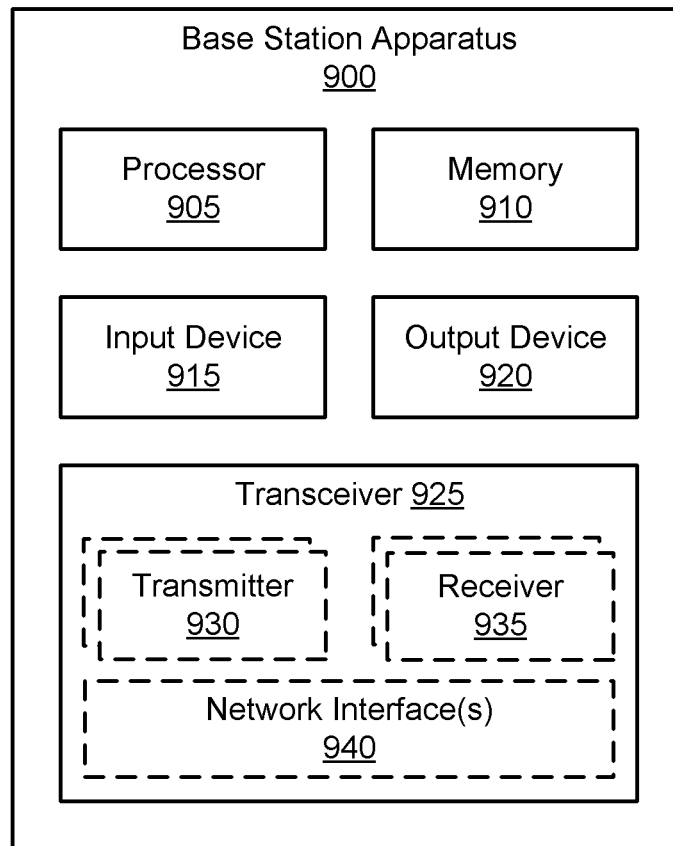 Base Station Apparatus
900
Processor
905
Memory
910
Input Device
915
Output Device
920
Transceiver 925
Transmitter
930
Receiver
935
Network Interface(s)
940